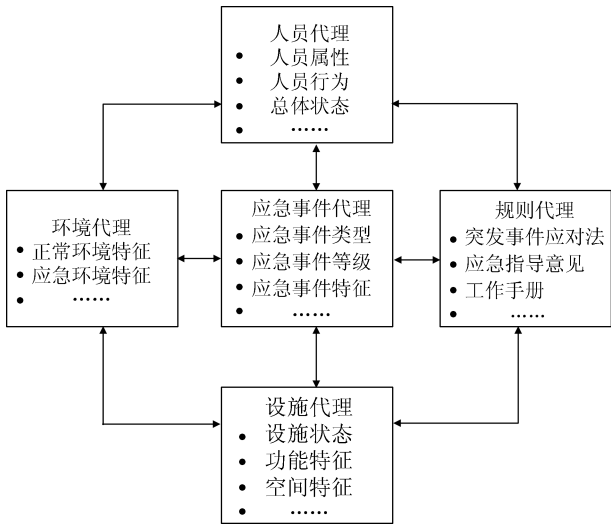 人员代理
• 人员属性
• 人员行为
• 总体状态
• ……
环境代理
• 正常环境特征
• 应急环境特征
• ……
应急事件代理
• 应急事件类型
• 应急事件等级
• 应急事件特征
• ……
规则代理
• 突发事件应对法
• 应急指导意见
• 工作手册
• ……
设施代理
• 设施状态
• 功能特征
• 空间特征
• ……